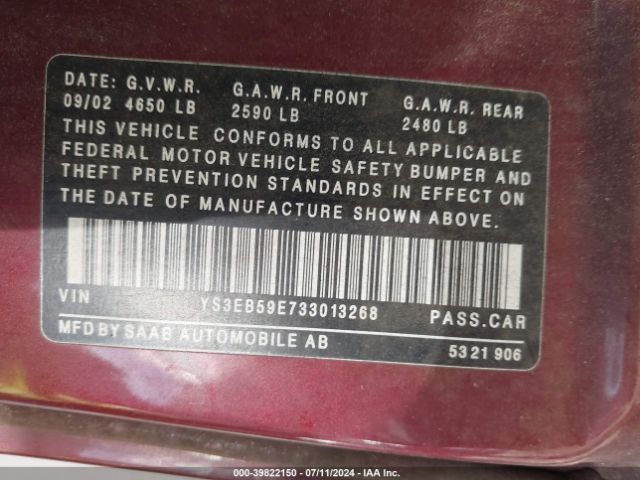 DATE: G.V.W.R. G.A.W.R. FRONT G.A.W.R. REAR
09/02 4650 LB 2590 LB 2480 LB
THIS VEHICLE CONFORMS TO ALL APPLICABLE
FEDERAL MOTOR VEHICLE SAFETY BUMPER AND
THEFT PREVENTION STANDARDS IN EFFECT ON
THE DATE OF MANUFACTURE SHOWN ABOVE.
VIN YS3EB59E733013268 PASS.CAR
MFD BY SAAB AUTOMOBILE AB 5321906
000-39822150 - 07/11/2024 - IAA Inc.